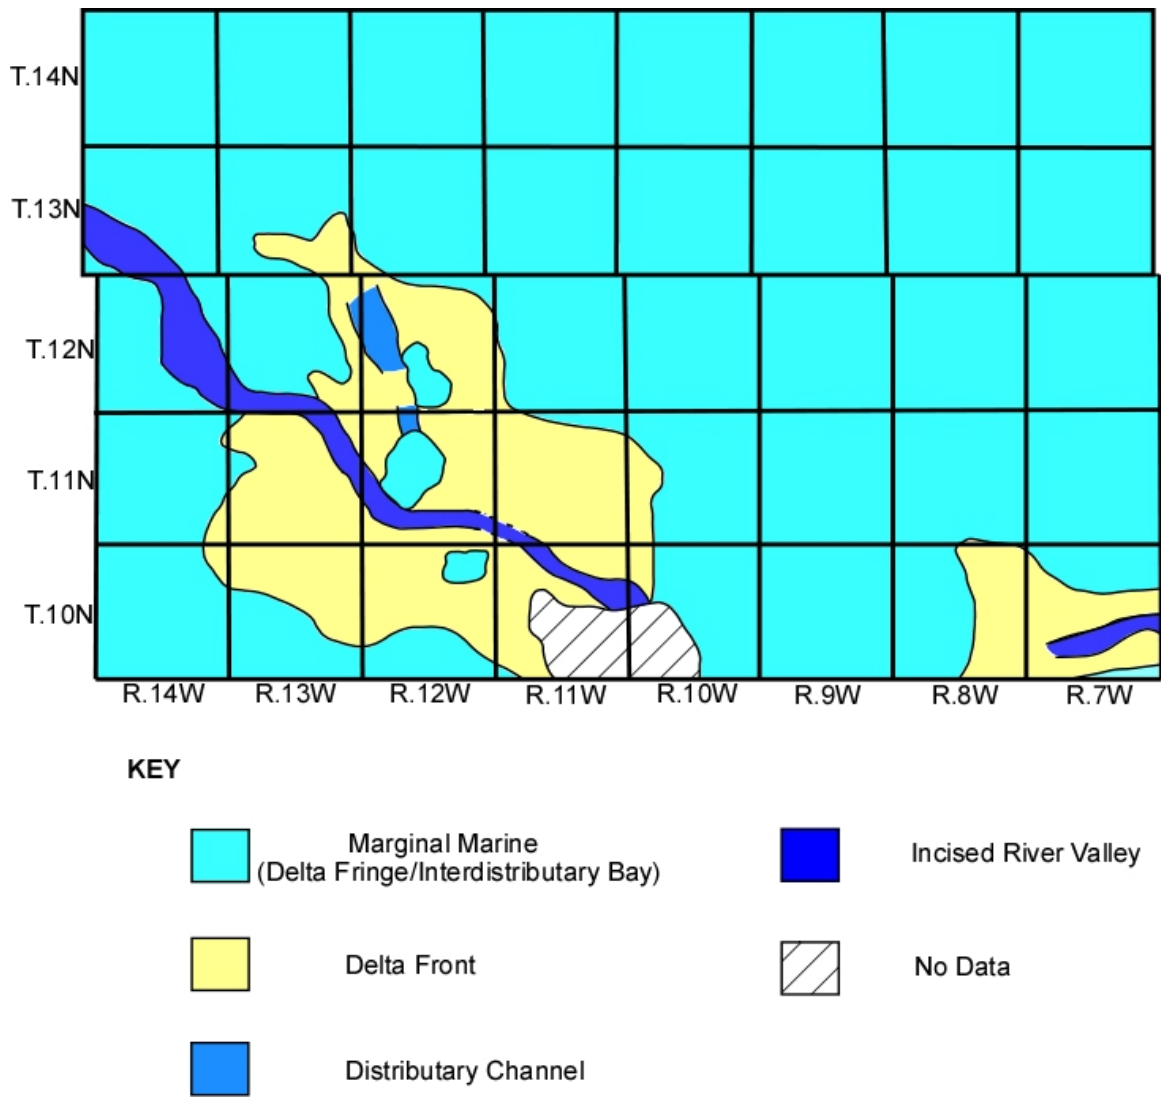 T.14N
T.13N
T.12N
T.11N
T.10N
R.14W R.13W R.12W R.11W R.10W R.9W R.8W R.7W
KEY
Marginal Marine
(Delta Fringe/Interdistributary Bay)
Incised River Valley
Delta Front
No Data
Distributary Channel